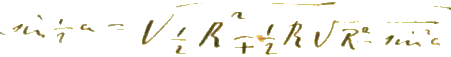 sin ½ a = √ ½ R² ∓ ½ R √ R² - sin² a